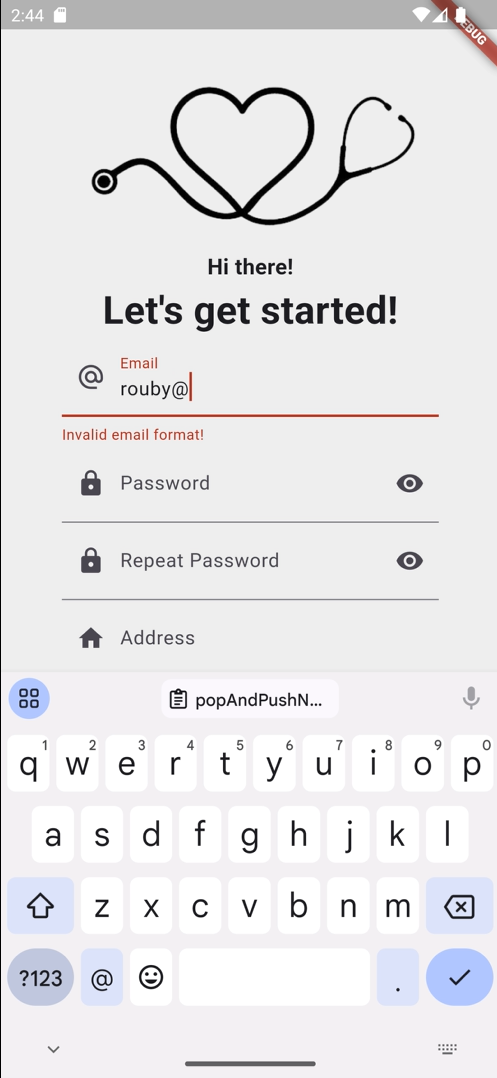 2:44
DEBUG
Hi there!
Let's get started!
Email
rouby@
Invalid email format!
Password
Repeat Password
Address
popAndPushN...
1 2 3 4 5 6 7 8 9 0
q w e r t y u i o p
a s d f g h j k l
z x c v b n m
?123 @ .